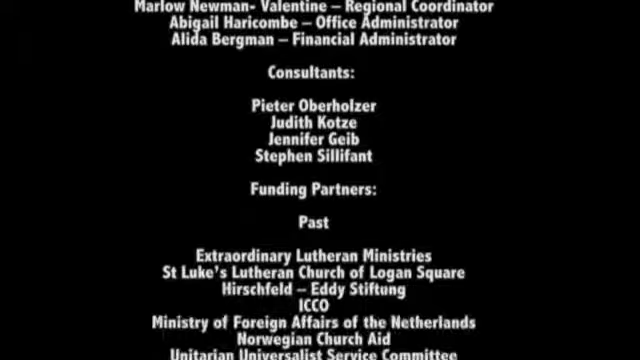 Marlow Newman- Valentine – Regional Coordinator
Abigail Haricombe – Office Administrator
Alida Bergman – Financial Administrator
Consultants:
Pieter Oberholzer
Judith Kotze
Jennifer Geib
Stephen Sillifant
Funding Partners:
Past
Extraordinary Lutheran Ministries
St Luke's Lutheran Church of Logan Square
Hirschfeld – Eddy Stiftung
ICCO
Ministry of Foreign Affairs of the Netherlands
Norwegian Church Aid
Unitarian Universalist Service Committee